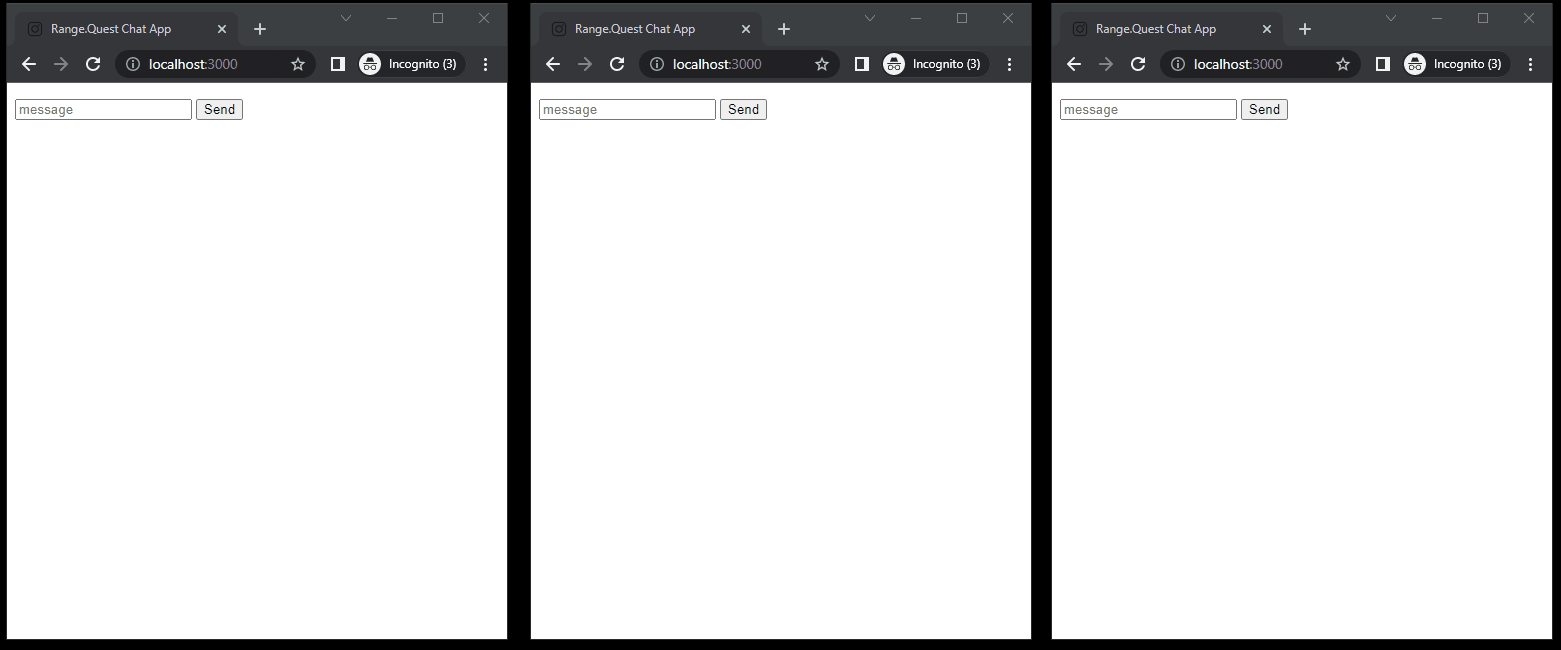 Range.Quest Chat App
localhost:3000
Incognito (3)
message
Send
Range.Quest Chat App
localhost:3000
Incognito (3)
message
Send
Range.Quest Chat App
localhost:3000
Incognito (3)
message
Send